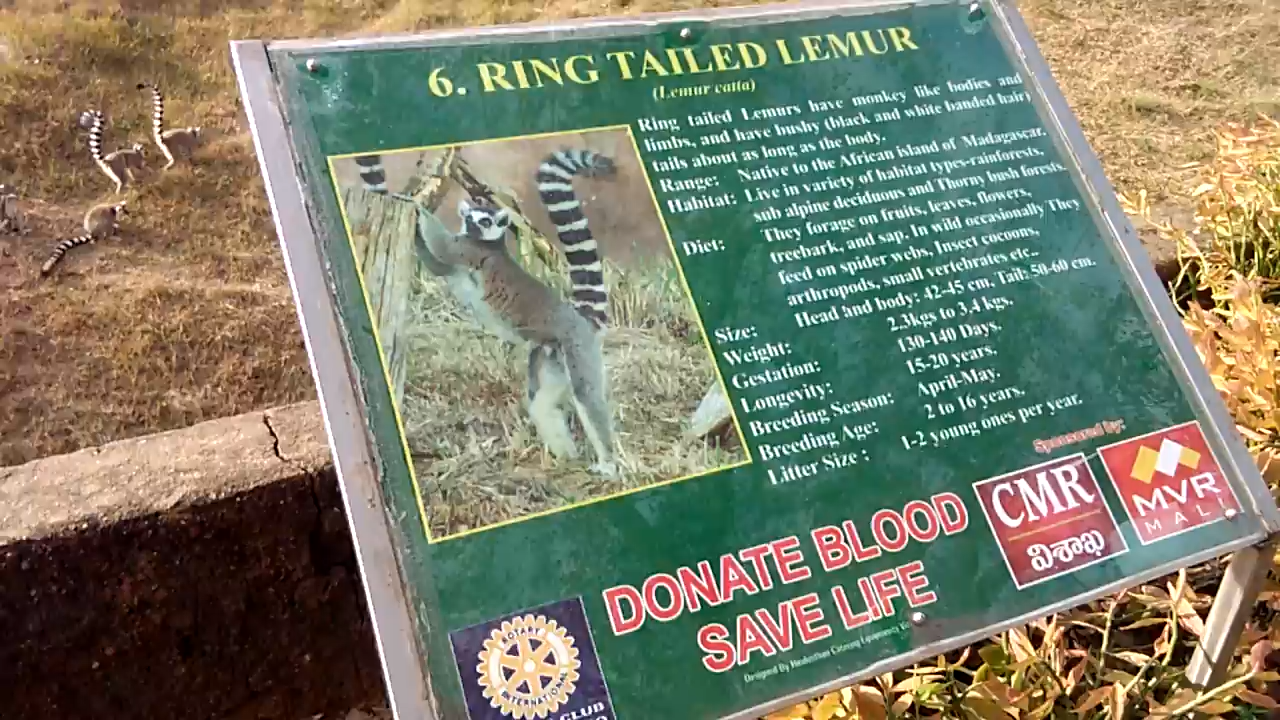 6. RING TAILED LEMUR
(Lemur catta)
Ring tailed Lemurs have monkey like bodies and
limbs, and have bushy (black and white banded hair)
tails about as long as the body.
Range: Native to the African island of Madagascar.
Habitat: Live in variety of habitat types-rainforests,
sub alpine deciduous and Thorny bush forests.
Diet: They forage on fruits, leaves, flowers,
treebark, and sap. In wild occasionally They
feed on spider webs, Insect cocoons,
arthropods, small vertebrates etc..
Size: Head and body: 42-45 cm, Tail: 50-60 cm.
Weight: 2.3kgs to 3.4 kgs.
Gestation: 130-140 Days.
Longevity: 15-20 years.
Breeding Season: April-May.
Breeding Age: 2 to 16 years.
Litter Size : 1-2 young ones per year.
Sponsored by:
CMR
విశాఖ
MVR
MALL
DONATE BLOOD
SAVE LIFE
Designed By Hindusthan Catering Equipments
ROTARY
INTERNATIONAL
CLUB